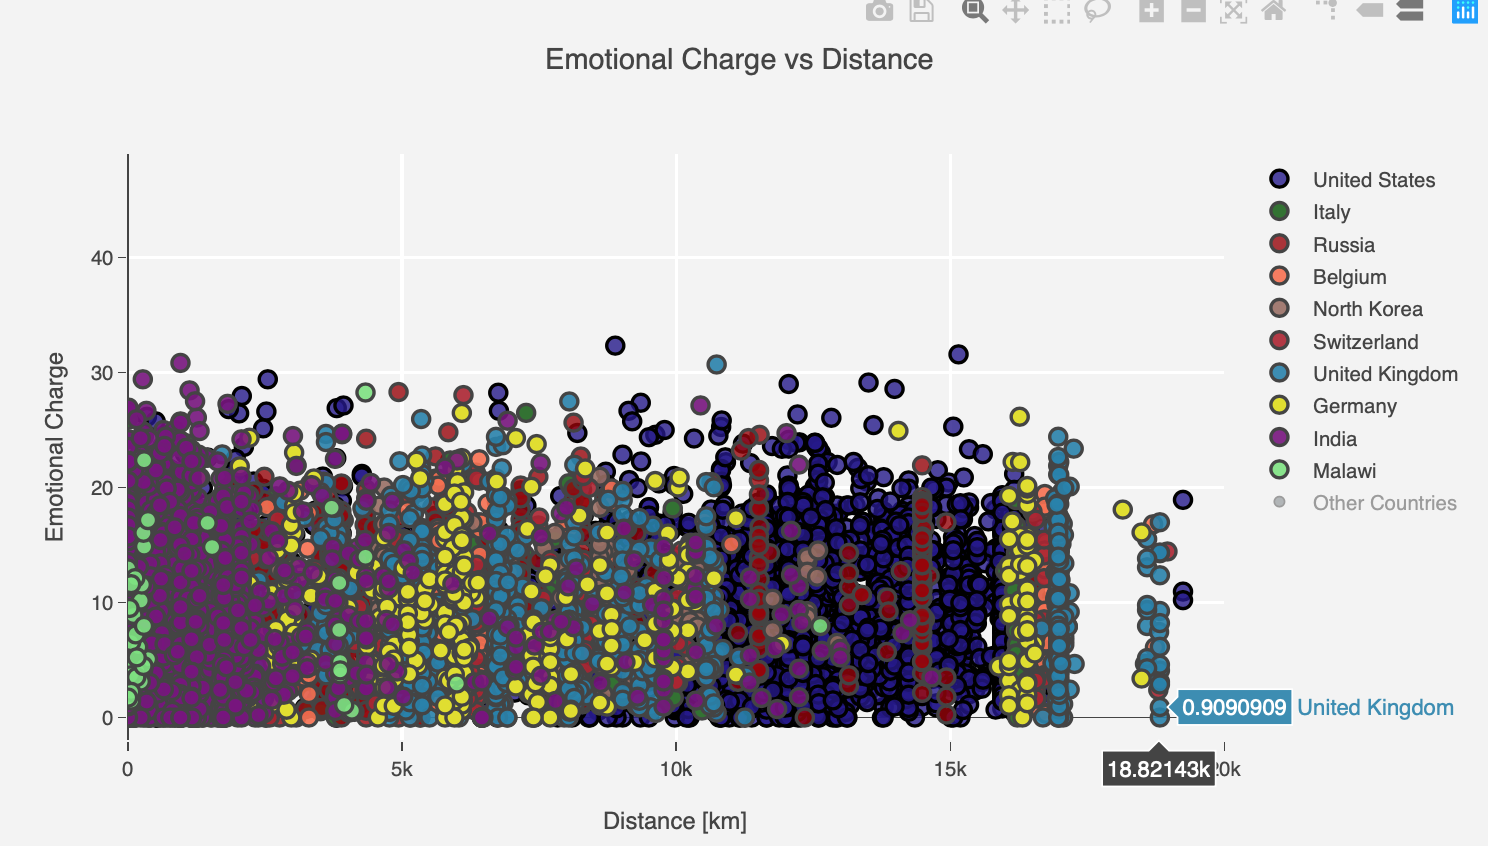 Emotional Charge vs Distance
40
30
20
10
0
Emotional Charge
0
5k
10k
15k
20k
Distance [km]
United States
Italy
Russia
Belgium
North Korea
Switzerland
United Kingdom
Germany
India
Malawi
Other Countries
0.9090909 United Kingdom
18.82143k